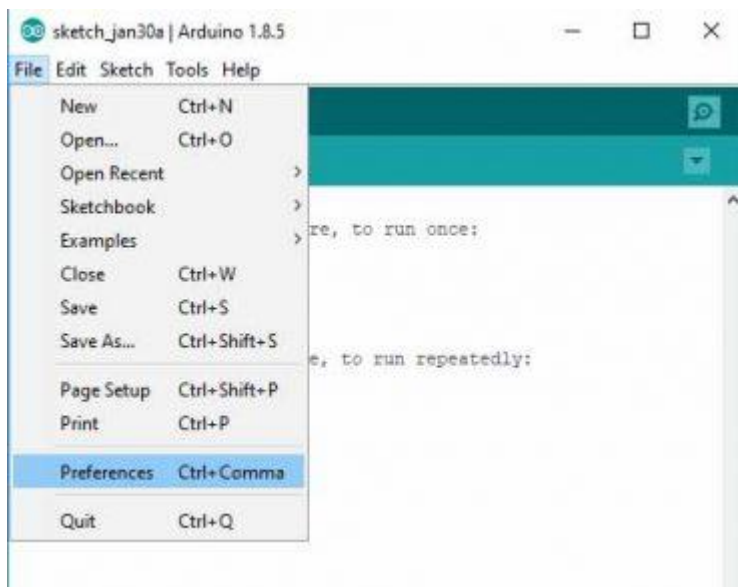 sketch_jan30a | Arduino 1.8.5
File Edit Sketch Tools Help
New Ctrl+N
Open... Ctrl+O
Open Recent
Sketchbook
re, to run once:
Examples
Close Ctrl+W
Save Ctrl+S
Save As... Ctrl+Shift+S
e, to run repeatedly:
Page Setup Ctrl+Shift+P
Print Ctrl+P
Preferences Ctrl+Comma
Quit Ctrl+Q